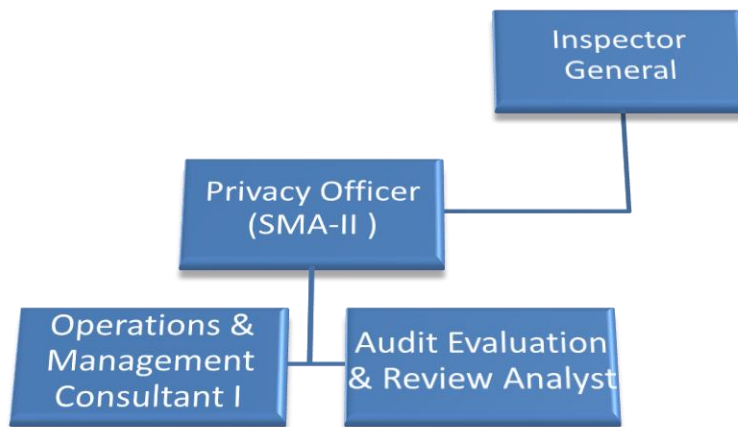 Inspector
General
Privacy Officer
(SMA-II )
Operations &
Management
Consultant I
Audit Evaluation
& Review Analyst